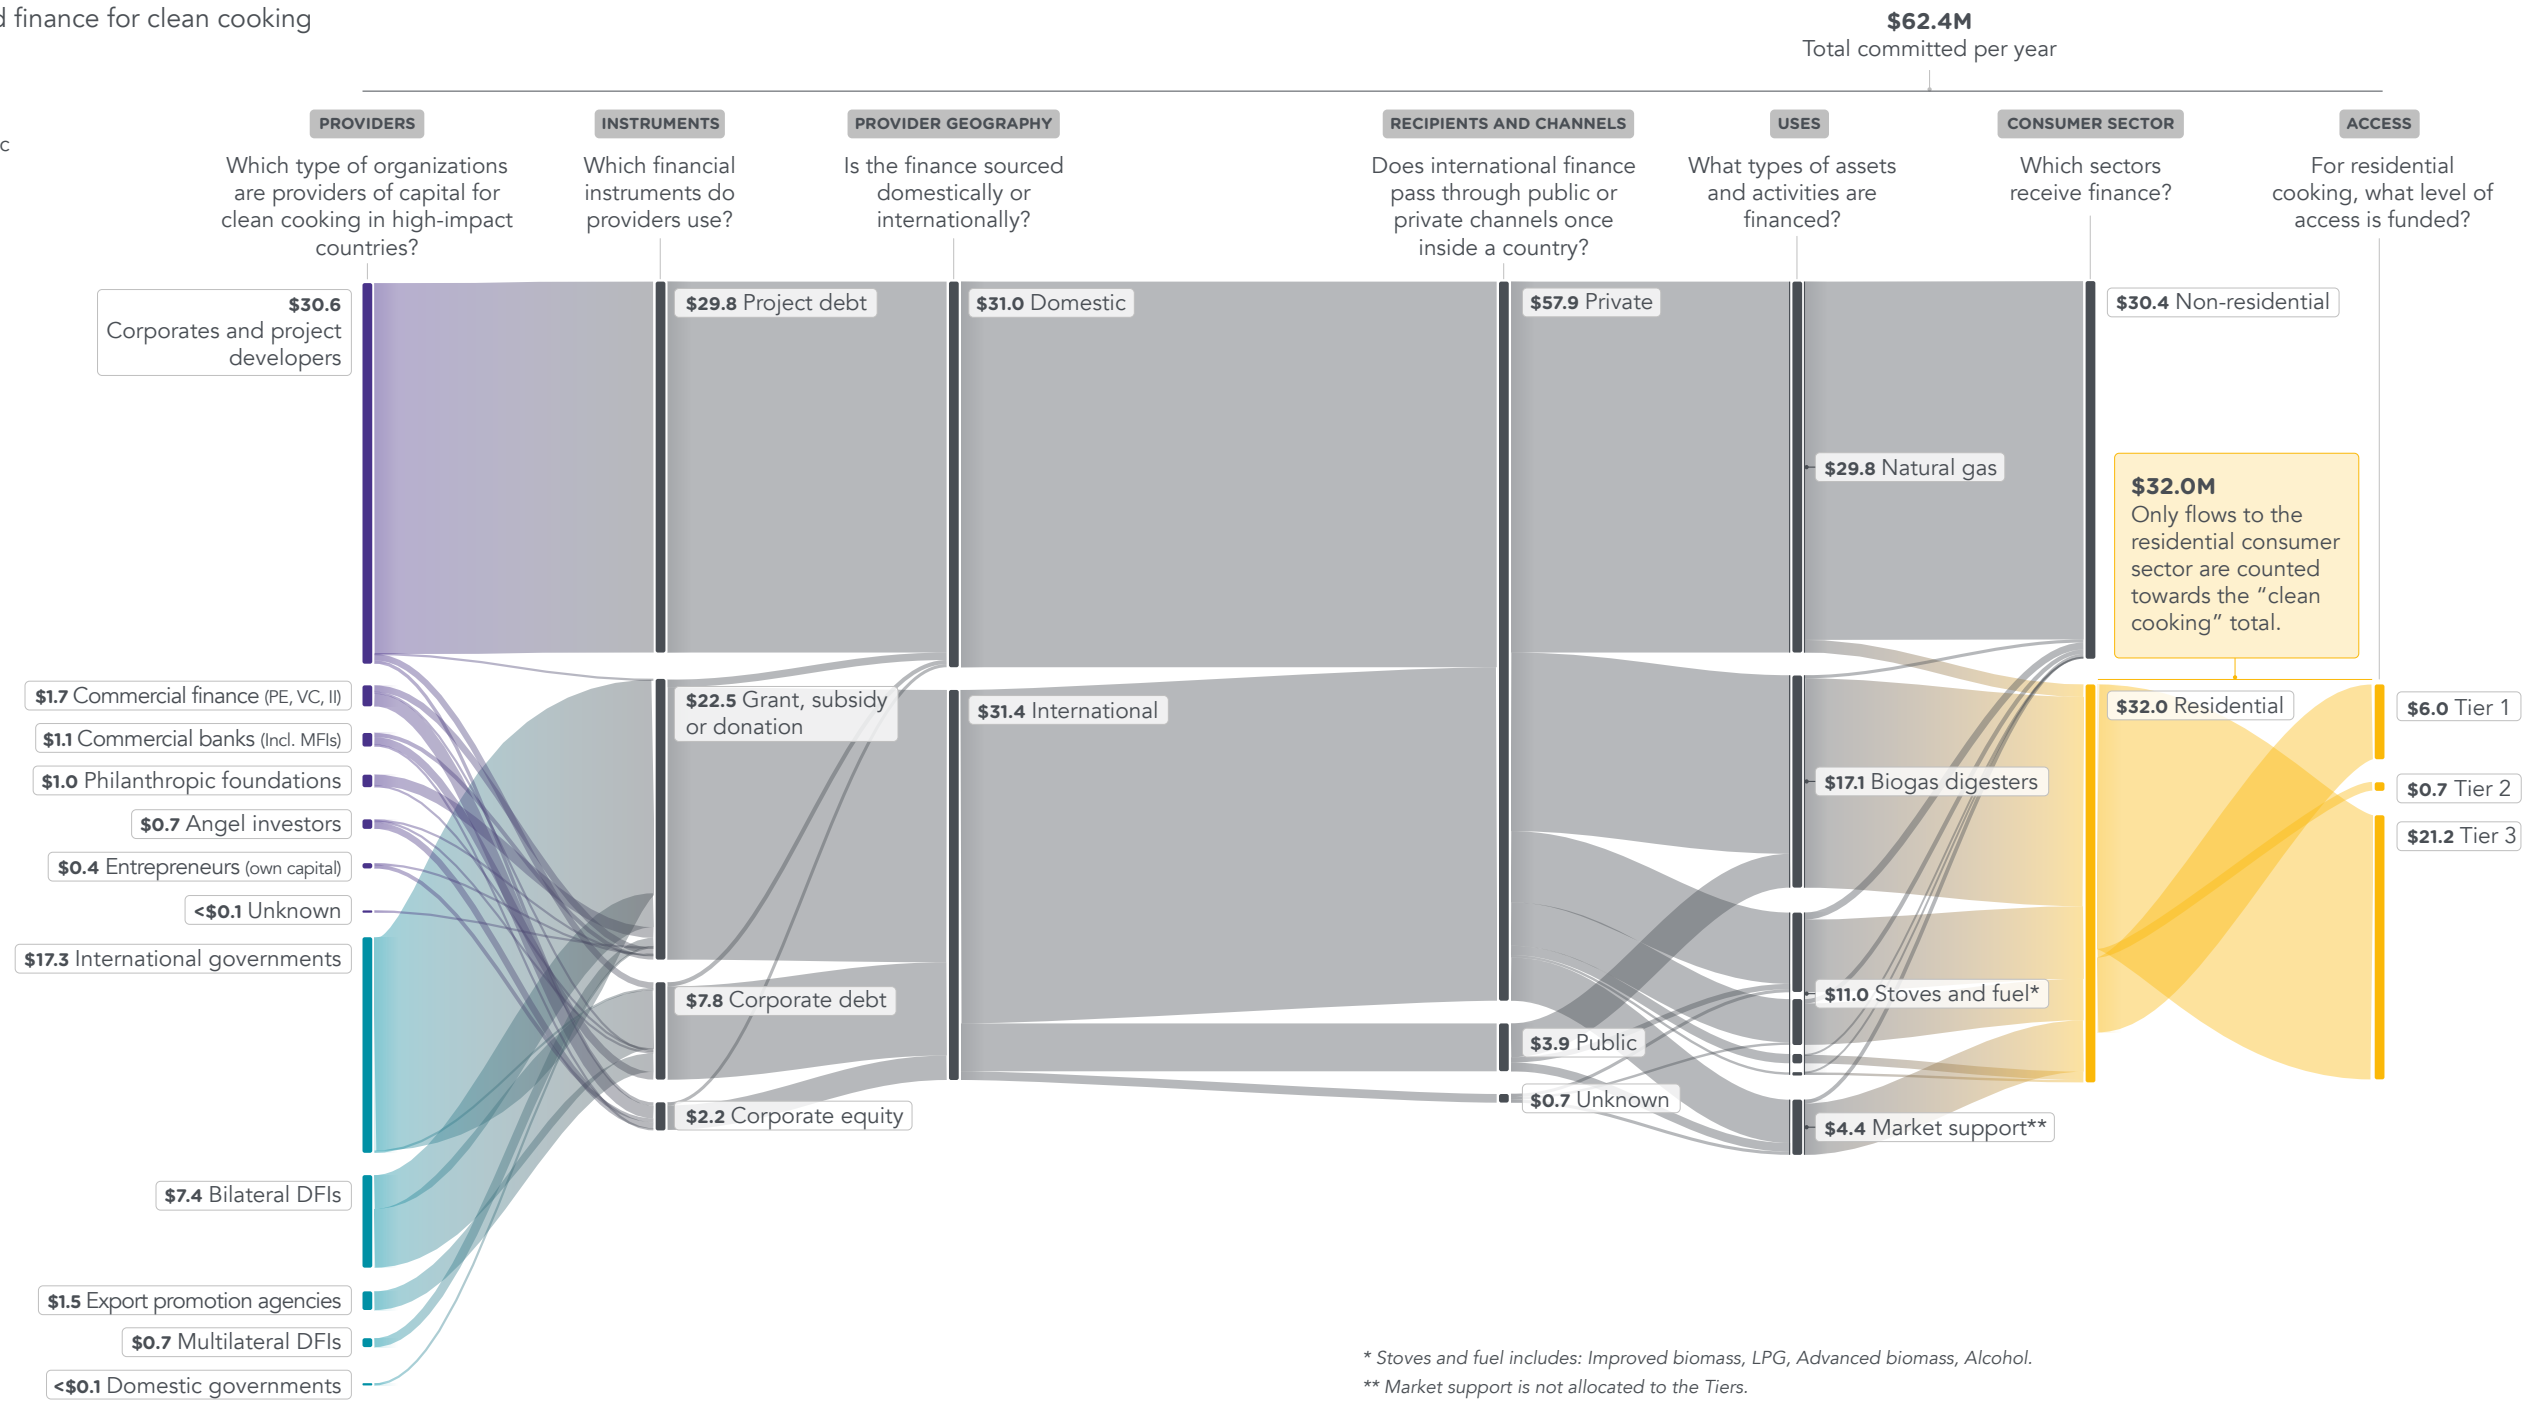 d finance for clean cooking
$62.4M
Total committed per year
c
PROVIDERS
Which type of organizations
are providers of capital for
clean cooking in high-impact
countries?
INSTRUMENTS
Which financial
instruments do
providers use?
PROVIDER GEOGRAPHY
Is the finance sourced
domestically or
internationally?
RECIPIENTS AND CHANNELS
Does international finance
pass through public or
private channels once
inside a country?
USES
What types of assets
and activities are
financed?
CONSUMER SECTOR
Which sectors
receive finance?
ACCESS
For residential
cooking, what level of
access is funded?
$30.6
Corporates and project
developers
$1.7 Commercial finance (PE, VC, II)
$1.1 Commercial banks (Incl. MFIs)
$1.0 Philanthropic foundations
$0.7 Angel investors
$0.4 Entrepreneurs (own capital)
<$0.1 Unknown
$17.3 International governments
$7.4 Bilateral DFIs
$1.5 Export promotion agencies
$0.7 Multilateral DFIs
<$0.1 Domestic governments
$29.8 Project debt
$22.5 Grant, subsidy
or donation
$7.8 Corporate debt
$2.2 Corporate equity
$31.0 Domestic
$31.4 International
$57.9 Private
$3.9 Public
$0.7 Unknown
$29.8 Natural gas
$17.1 Biogas digesters
$11.0 Stoves and fuel*
$4.4 Market support**
$30.4 Non-residential
$32.0M
Only flows to the
residential consumer
sector are counted
towards the “clean
cooking” total.
$32.0 Residential
$6.0 Tier 1
$0.7 Tier 2
$21.2 Tier 3
* Stoves and fuel includes: Improved biomass, LPG, Advanced biomass, Alcohol.
** Market support is not allocated to the Tiers.